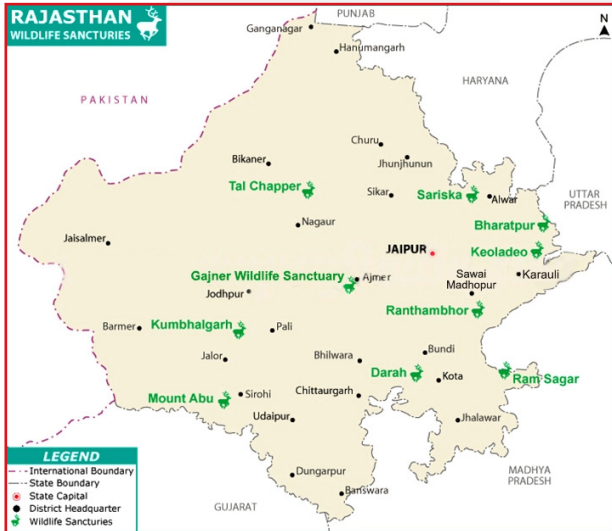 RAJASTHAN
WILDLIFE SANCTURIES
PUNJAB
N
Ganganagar
Hanumangarh
HARYANA
PAKISTAN
Churu
Jhunjhunun
Bikaner
Tal Chapper
Sikar
Sariska
Alwar
UTTAR
PRADESH
Nagaur
Bharatpur
Jaisalmer
JAIPUR
Keoladeo
Gajner Wildlife Sanctuary
Ajmer
Sawai
Madhopur
Karauli
Jodhpur
Ranthambhor
Barmer
Kumbhalgarh
Pali
Jalor
Bhilwara
Bundi
Darah
Kota
Ram Sagar
Mount Abu
Sirohi
Chittaurgarh
Udaipur
Jhalawar
LEGEND
International Boundary
State Boundary
State Capital
District Headquarter
Wildlife Sancturies
Dungarpur
Banswara
MADHYA
PRADESH
GUJARAT